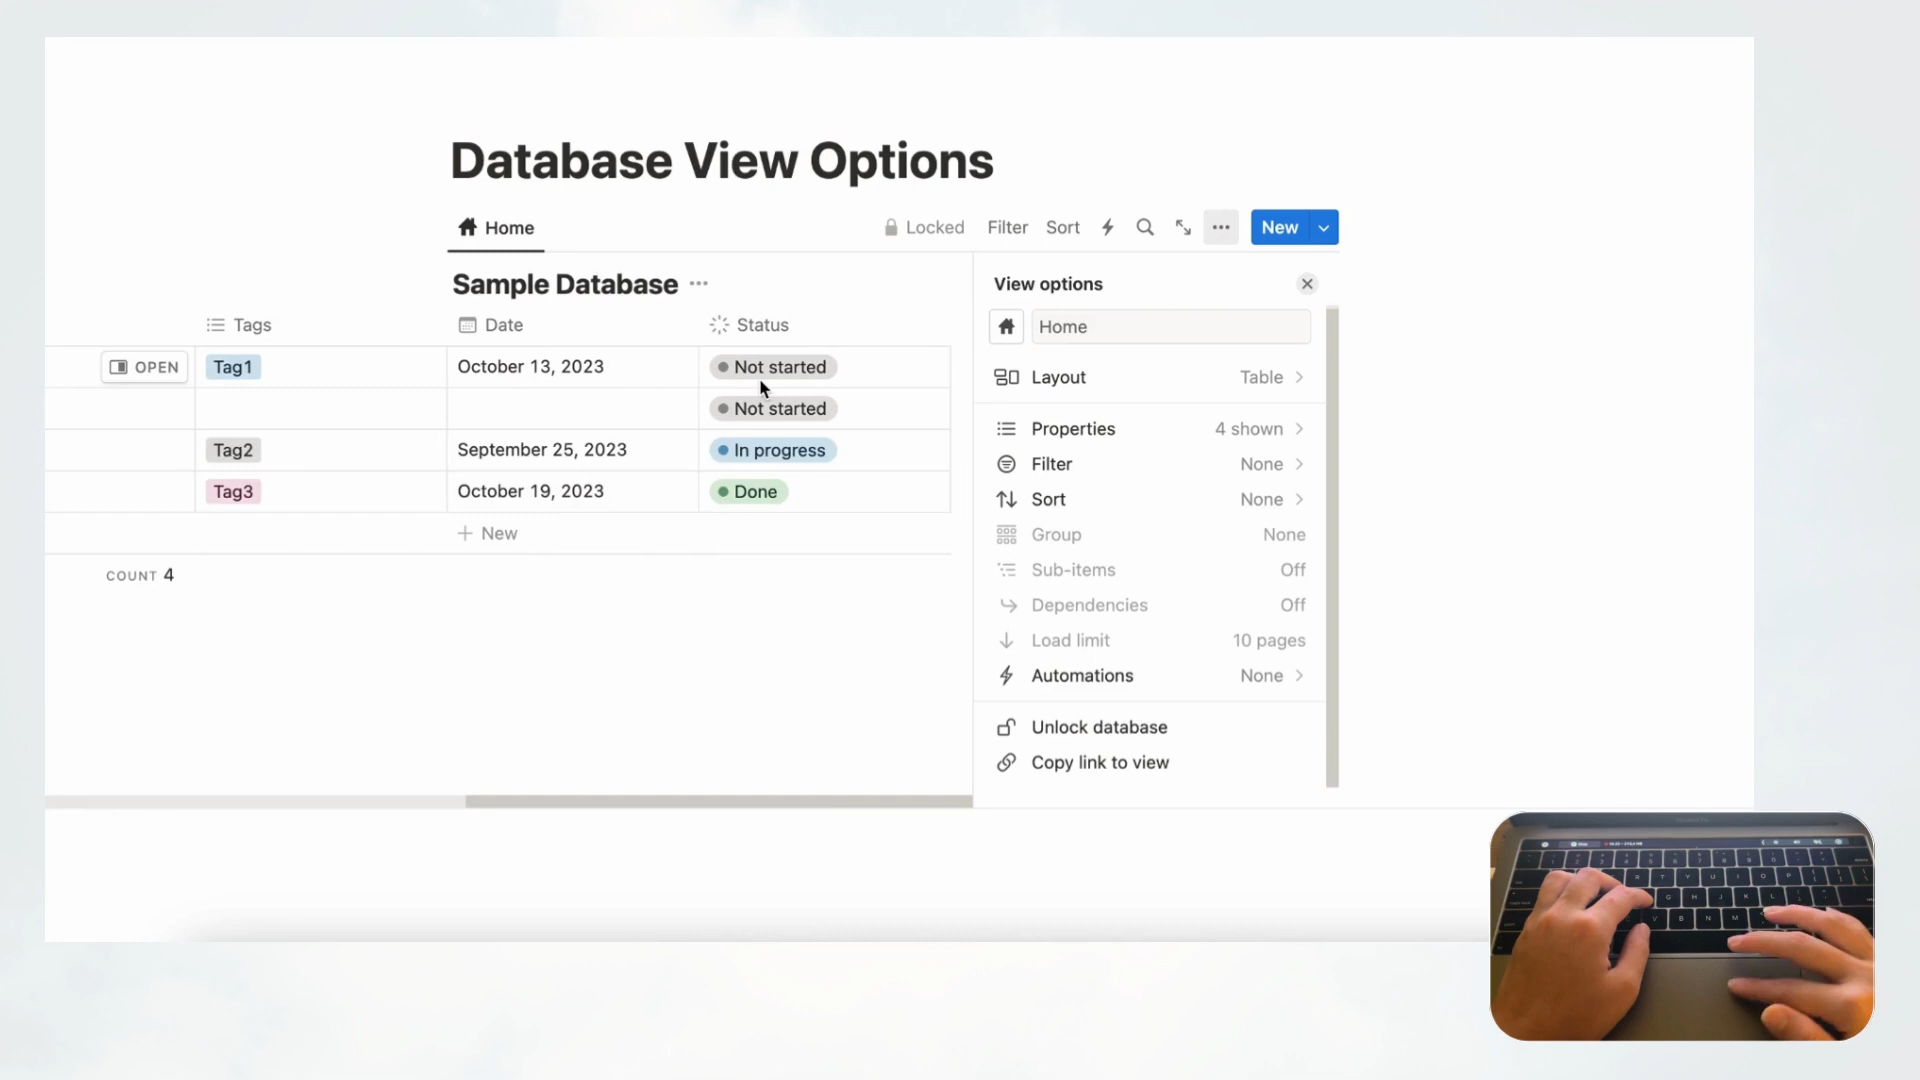 Database View Options
Home
Locked Filter Sort ••• New
Sample Database •••
Tags Date Status
OPEN Tag1 October 13, 2023 Not started
Not started
Tag2 September 25, 2023 In progress
Tag3 October 19, 2023 Done
+ New
COUNT 4
View options
Home
Layout Table
Properties 4 shown
Filter None
Sort None
Group None
Sub-items Off
Dependencies Off
Load limit 10 pages
Automations None
Unlock database
Copy link to view